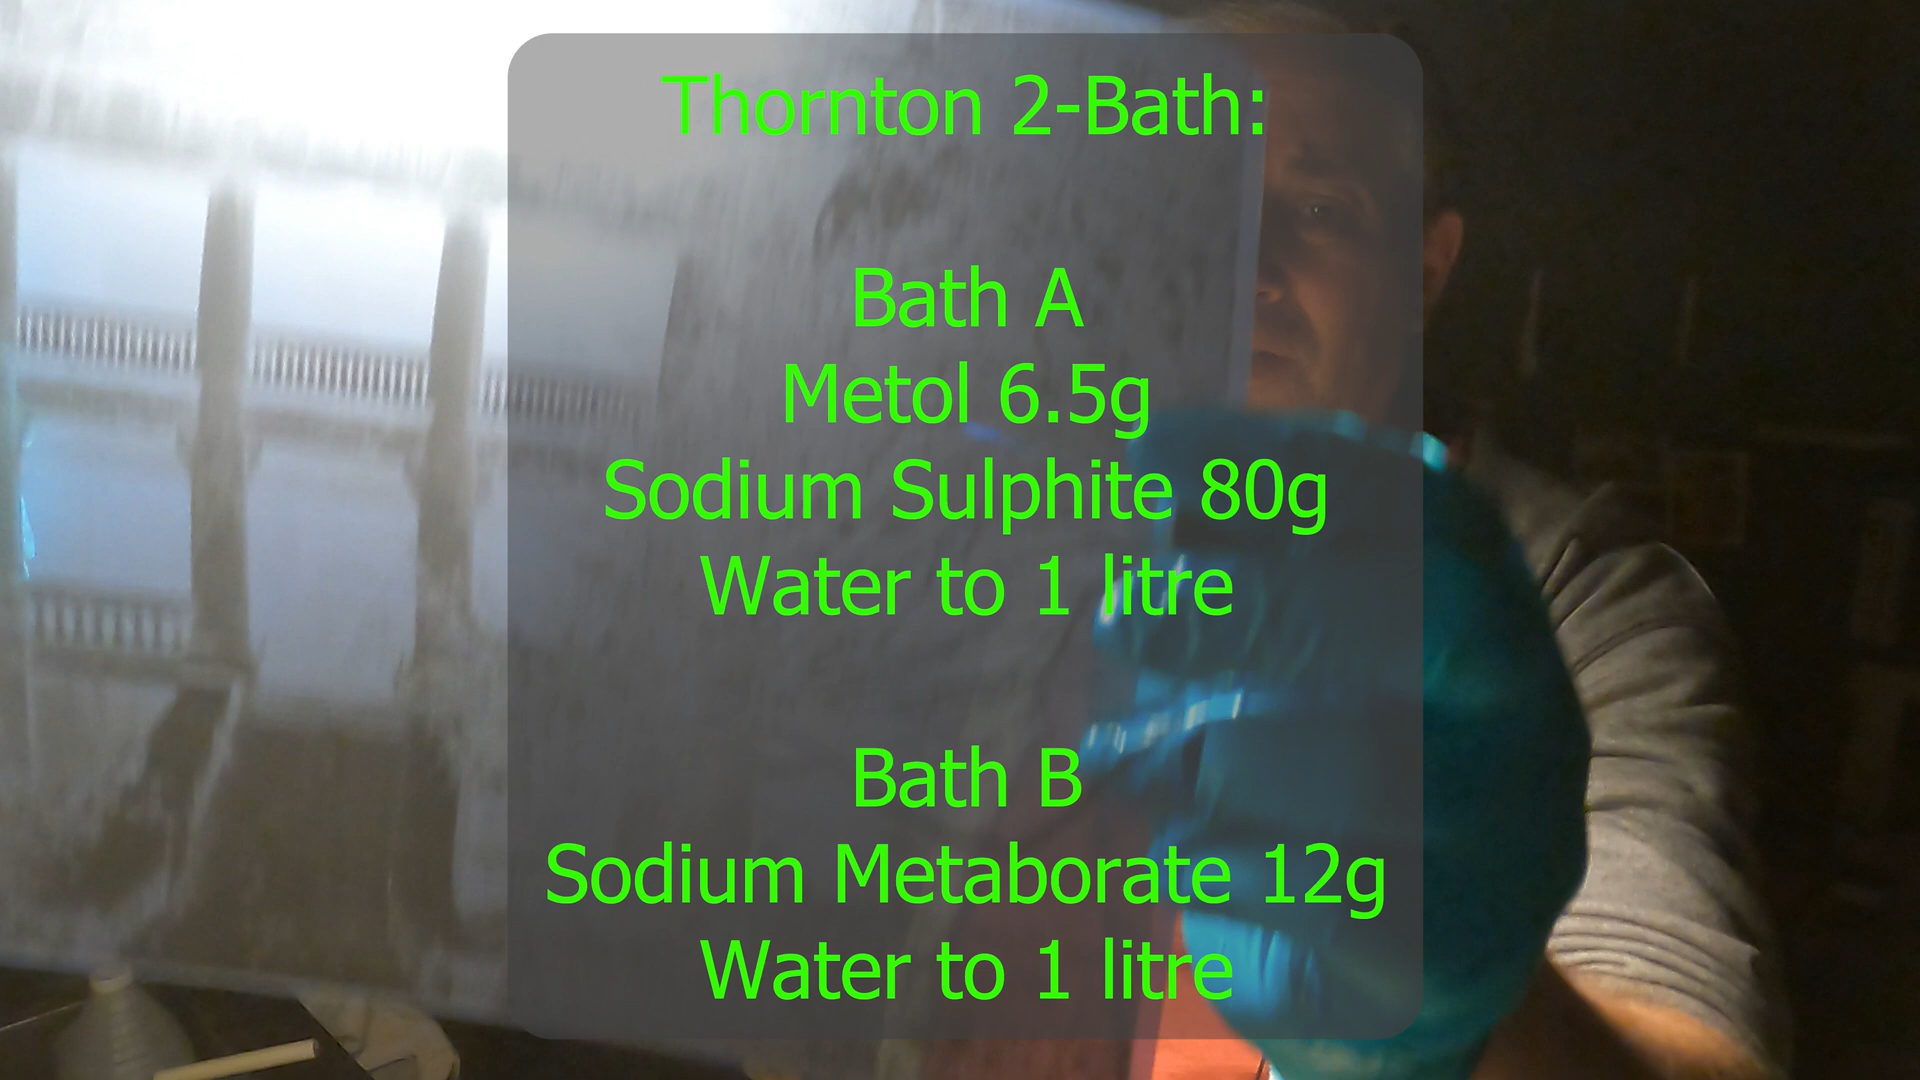 Thornton 2-Bath:
Bath A
Metol 6.5g
Sodium Sulphite 80g
Water to 1 litre
Bath B
Sodium Metaborate 12g
Water to 1 litre